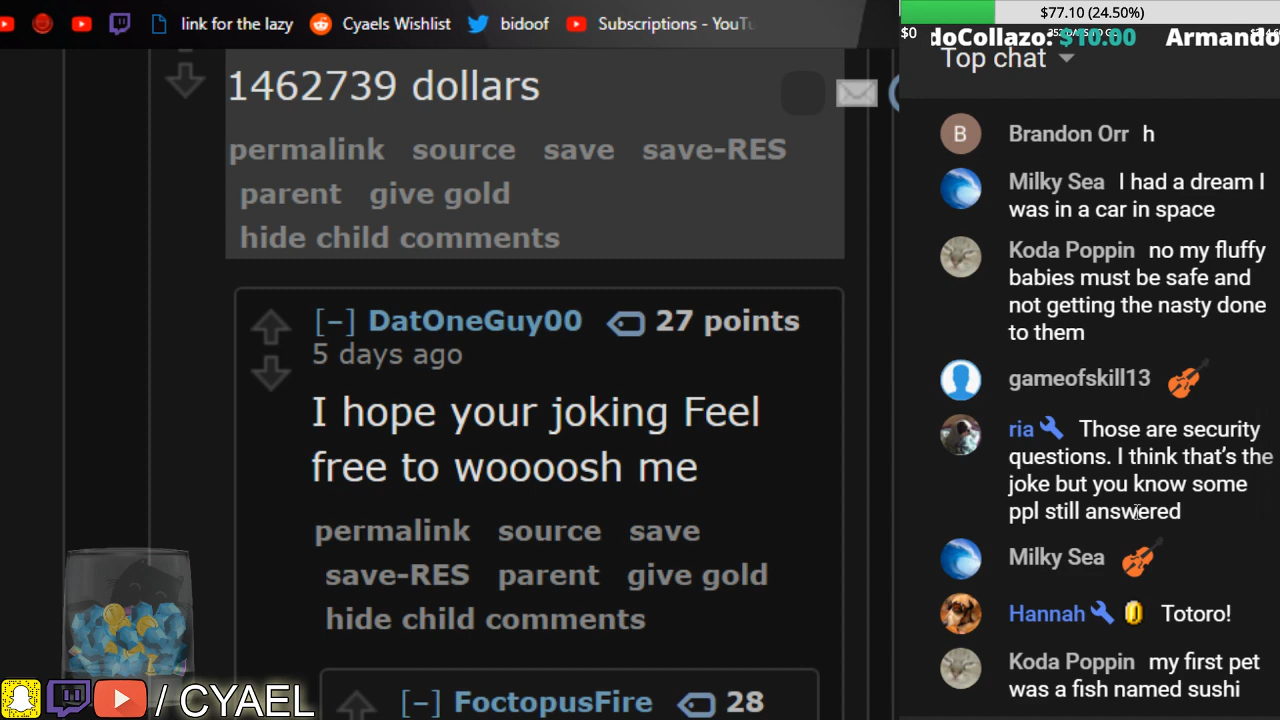 link for the lazy
Cyaels Wishlist
bidoof
Subscriptions - YouTu
1462739 dollars
permalink source save save-RES
parent give gold
hide child comments
[–] DatOneGuy00 27 points
5 days ago
I hope your joking Feel
free to woooosh me
permalink source save
save-RES parent give gold
hide child comments
[–] FoctopusFire 28
/ CYAEL
$77.10 (24.50%)
$0
doCollazo: $10.00 Armando
Top chat
B
Brandon Orr h
Milky Sea I had a dream I
was in a car in space
Koda Poppin no my fluffy
babies must be safe and
not getting the nasty done
to them
gameofskill13
ria Those are security
questions. I think that's the
joke but you know some
ppl still answered
Milky Sea
Hannah Totoro!
Koda Poppin my first pet
was a fish named sushi